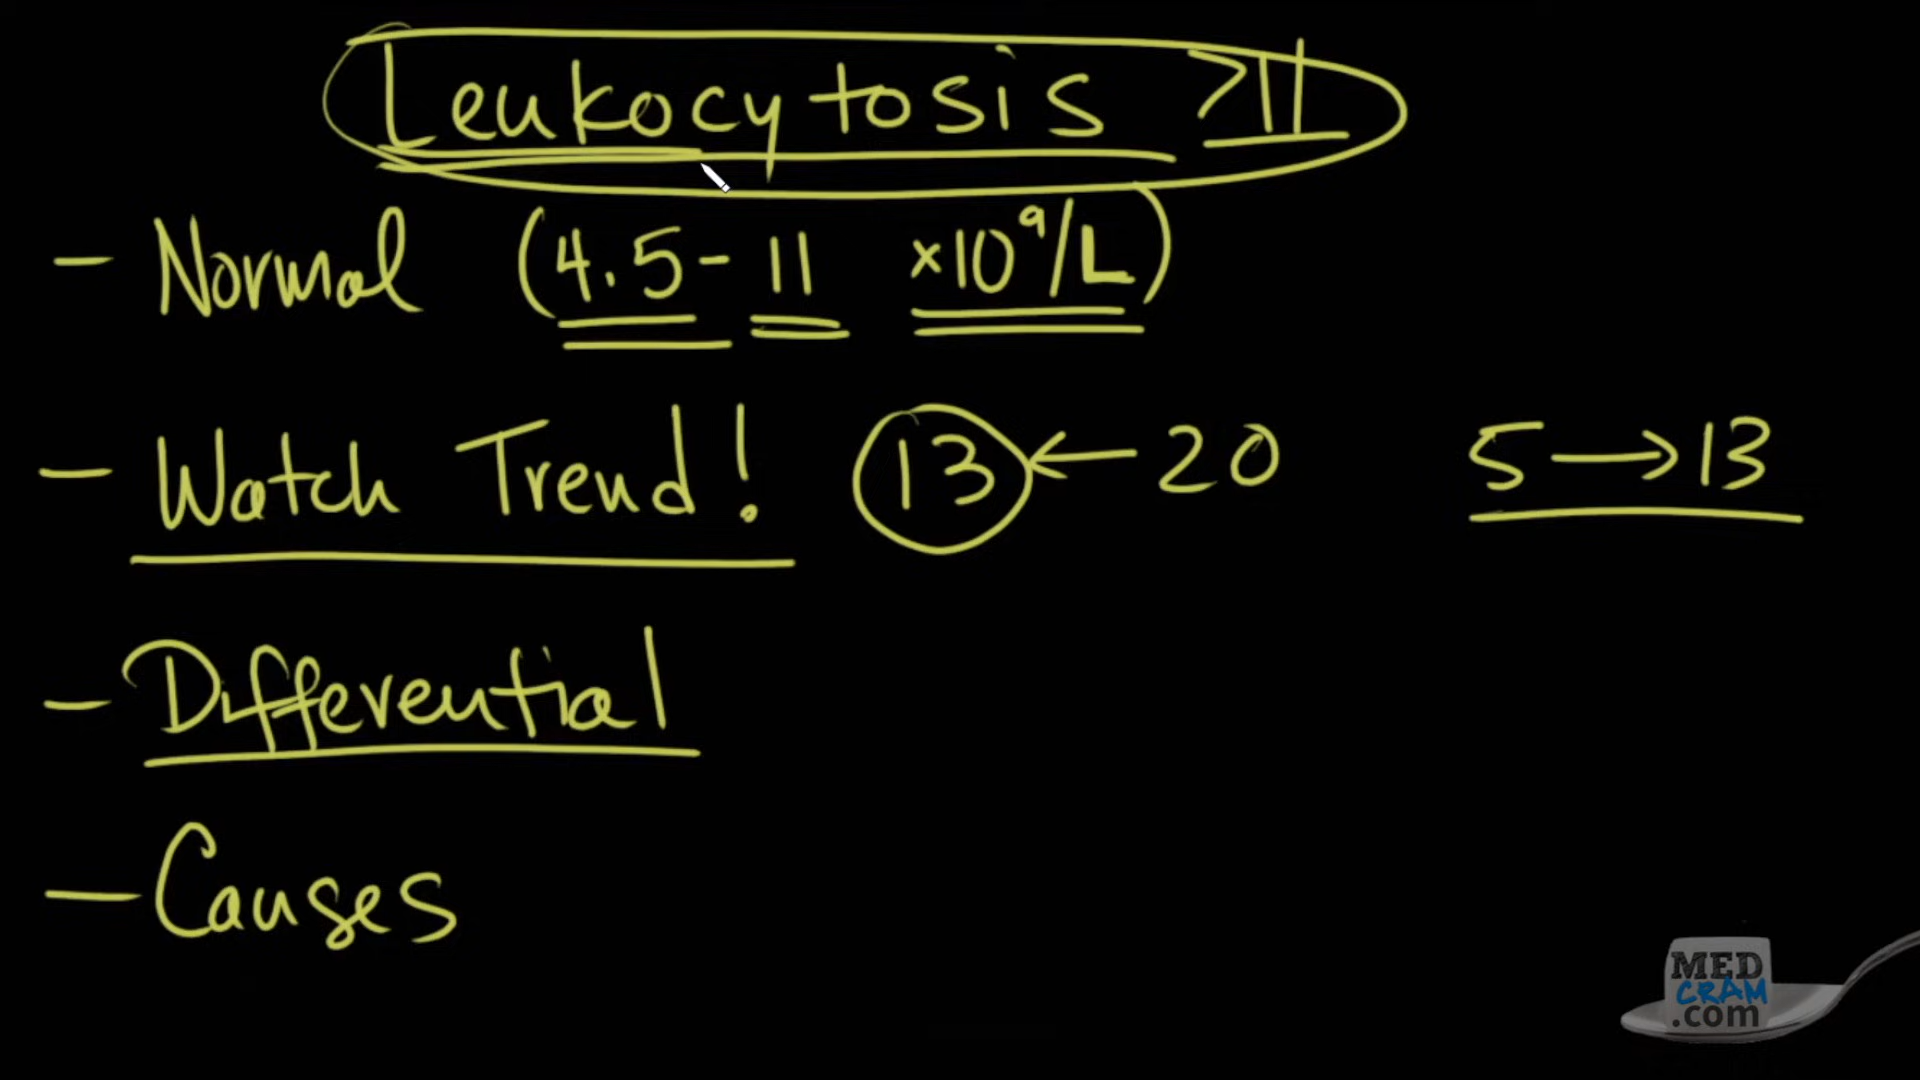 Leukocytosis >11
- Normal (4.5 - 11 ×10⁹/L)
- Watch Trend! 13 ← 20 5 → 13
- Differential
- Causes
MED
CRAM
.com